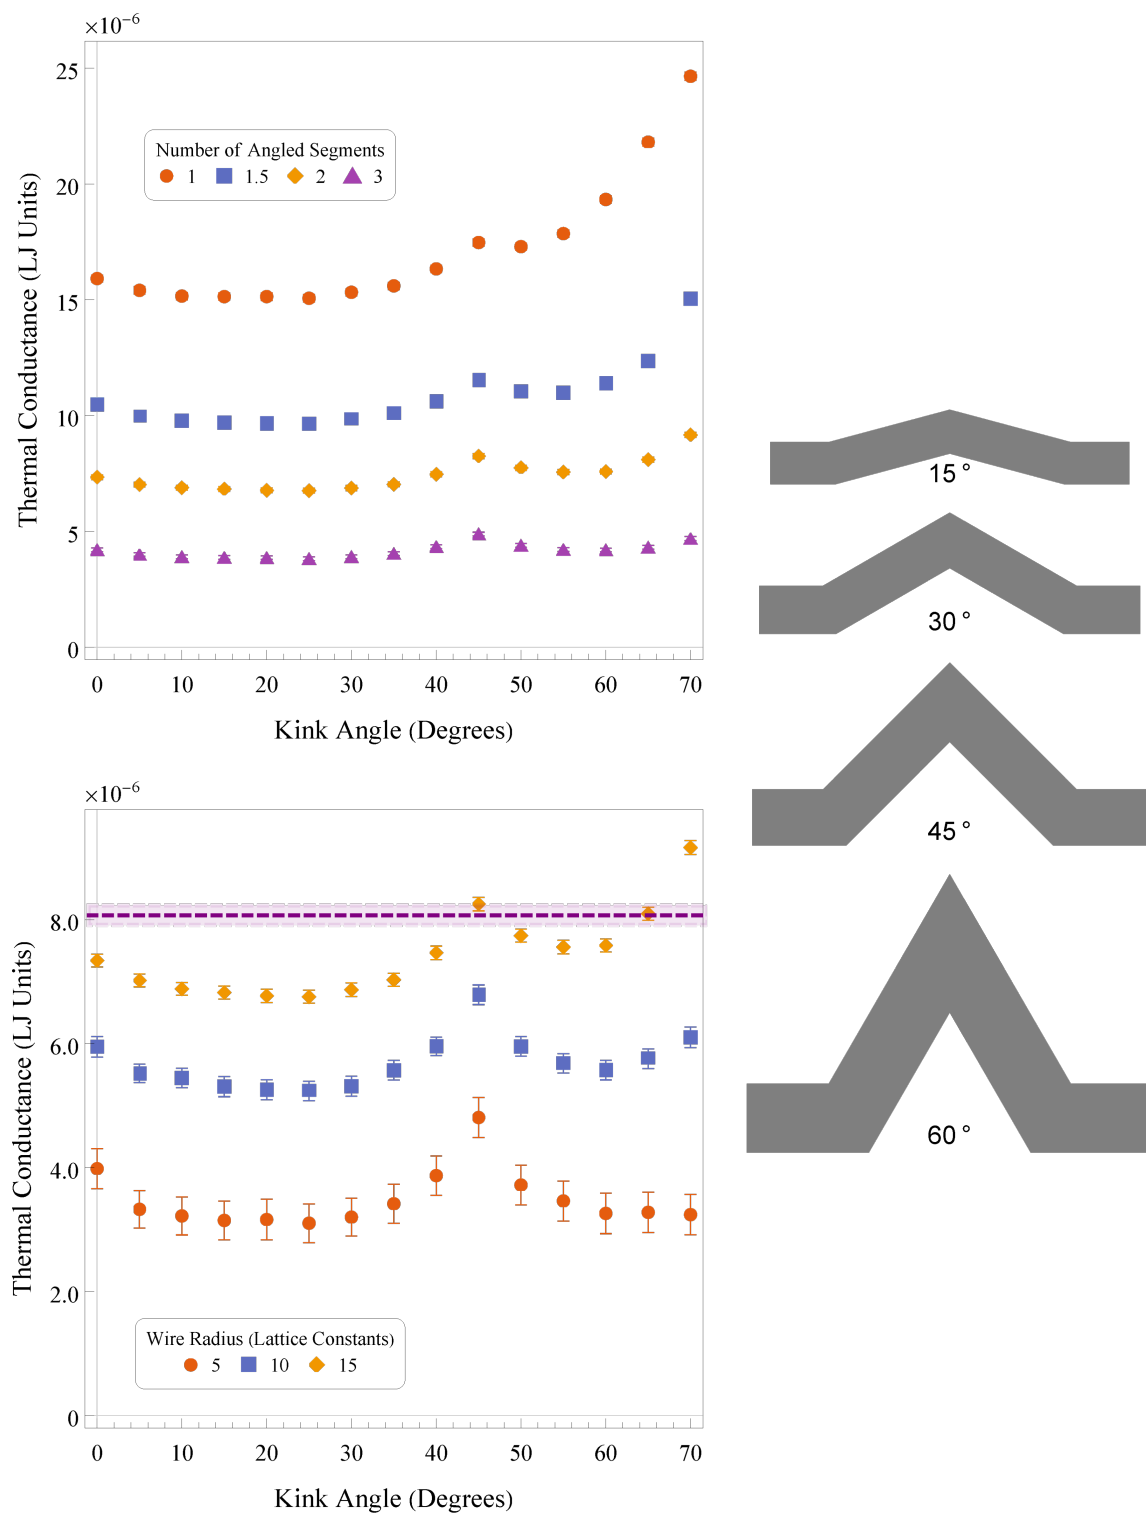 ×10⁻⁶
25
20
15
10
5
0
Thermal Conductance (LJ Units)
Number of Angled Segments
1 1.5 2 3
0 10 20 30 40 50 60 70
Kink Angle (Degrees)
15 °
30 °
45 °
60 °
×10⁻⁶
8.0
6.0
4.0
2.0
0
Thermal Conductance (LJ Units)
Wire Radius (Lattice Constants)
5 10 15
0 10 20 30 40 50 60 70
Kink Angle (Degrees)